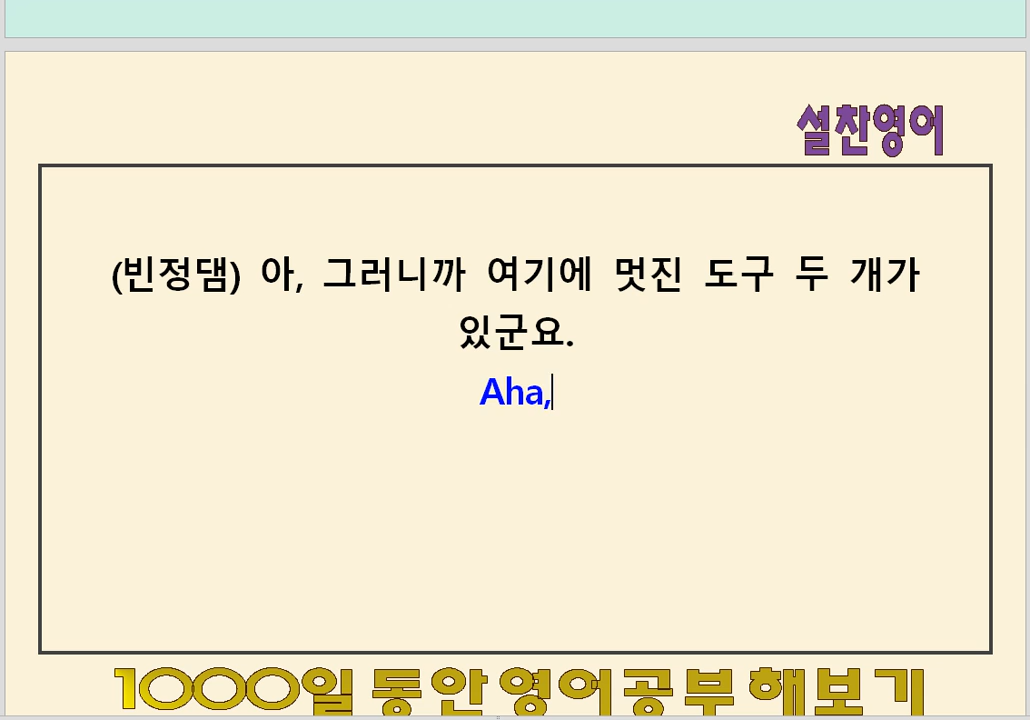 설찬영어
(빈정댐) 아, 그러니까 여기에 멋진 도구 두 개가
있군요.
Aha,
1000일동안영어공부해보기